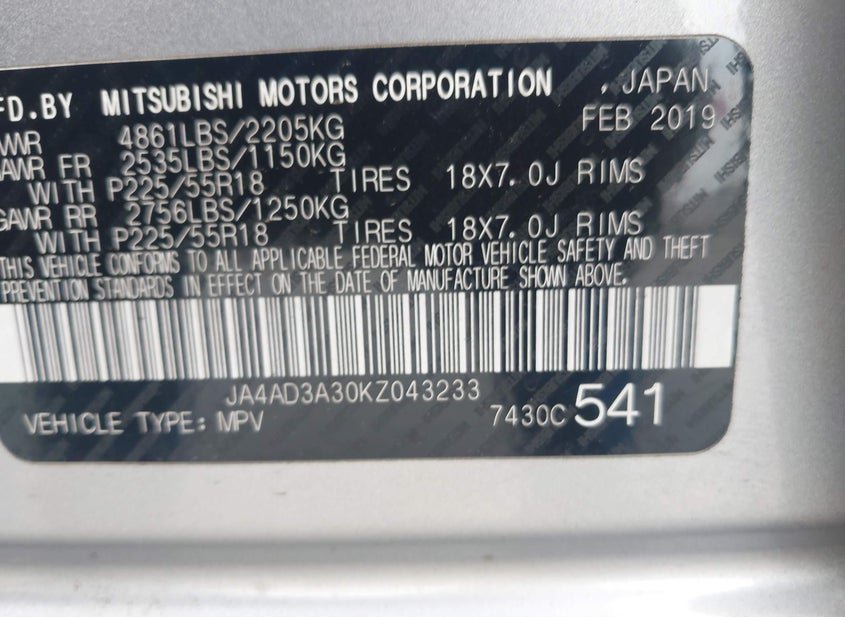 FD.BY MITSUBISHI MOTORS CORPORATION . JAPAN
WR 4861LBS/2205KG FEB 2019
AWR FR 2535LBS/1150KG
WITH P225/55R18 TIRES 18X7.0J RIMS
GAWR RR 2756LBS/1250KG
WITH P225/55R18 TIRES 18X7.0J RIMS
THIS VEHICLE CONFORMS TO ALL APPLICABLE FEDERAL MOTOR VEHICLE SAFETY AND THEFT
PREVENTION STANDARDS IN EFFECT ON THE DATE OF MANUFACTURE SHOWN ABOVE.
JA4AD3A30KZ043233
VEHICLE TYPE: MPV 7430C 541